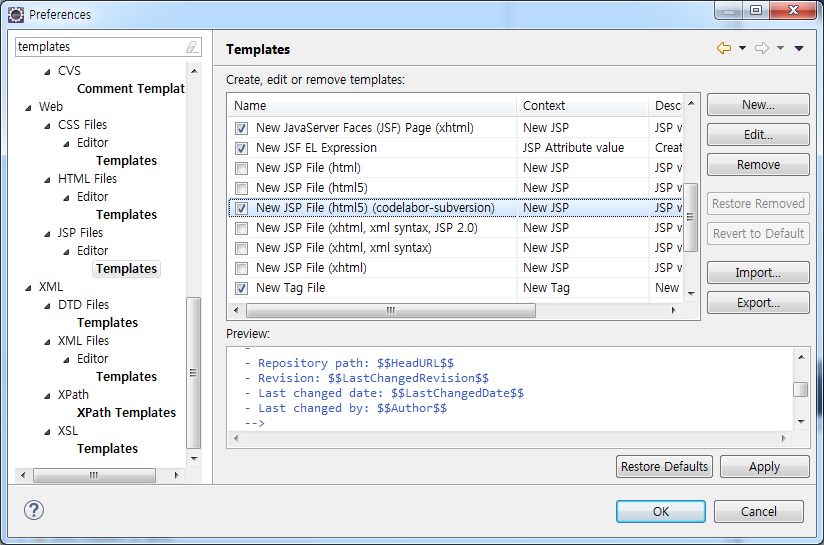 Preferences
templates
CVS
Comment Templat
Web
CSS Files
Editor
Templates
HTML Files
Editor
Templates
JSP Files
Editor
Templates
XML
DTD Files
Templates
XML Files
Editor
Templates
XPath
XPath Templates
XSL
Templates
Templates
Create, edit or remove templates:
Name Context Descr
New JavaServer Faces (JSF) Page (xhtml) New JSP JSP w
New JSF EL Expression JSP Attribute value Creat
New JSP File (html) New JSP JSP w
New JSP File (html5) New JSP JSP w
New JSP File (html5) (codelabor-subversion) New JSP JSP w
New JSP File (xhtml, xml syntax, JSP 2.0) New JSP JSP w
New JSP File (xhtml, xml syntax) New JSP JSP w
New JSP File (xhtml) New JSP JSP w
New Tag File New Tag New
New...
Edit...
Remove
Restore Removed
Revert to Default
Import...
Export...
Preview:
-
- Repository path: $$HeadURL$$
- Revision: $$LastChangedRevision$$
- Last changed date: $$LastChangedDate$$
- Last changed by: $$Author$$
-->
Restore Defaults Apply
? OK Cancel